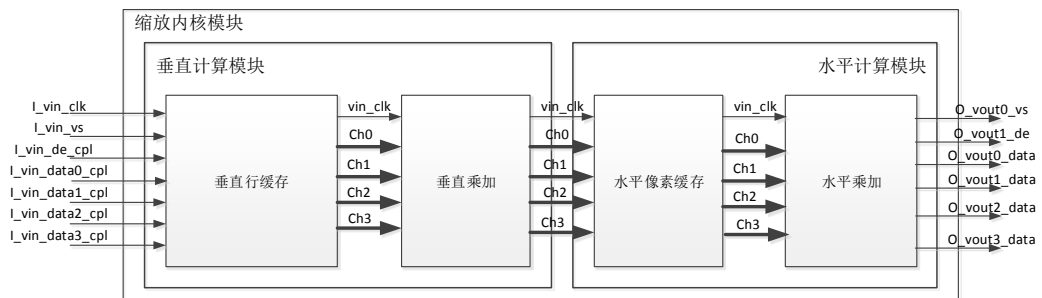 缩放内核模块
垂直计算模块
水平计算模块
I_vin_clk
I_vin_vs
I_vin_de_cpl
I_vin_data0_cpl
I_vin_data1_cpl
I_vin_data2_cpl
I_vin_data3_cpl
垂直行缓存
vin_clk
Ch0
Ch1
Ch2
Ch3
垂直乘加
vin_clk
Ch0
Ch1
Ch2
Ch3
水平像素缓存
vin_clk
Ch0
Ch1
Ch2
Ch3
水平乘加
O_vout0_vs
O_vout1_de
O_vout0_data
O_vout1_data
O_vout2_data
O_vout3_data